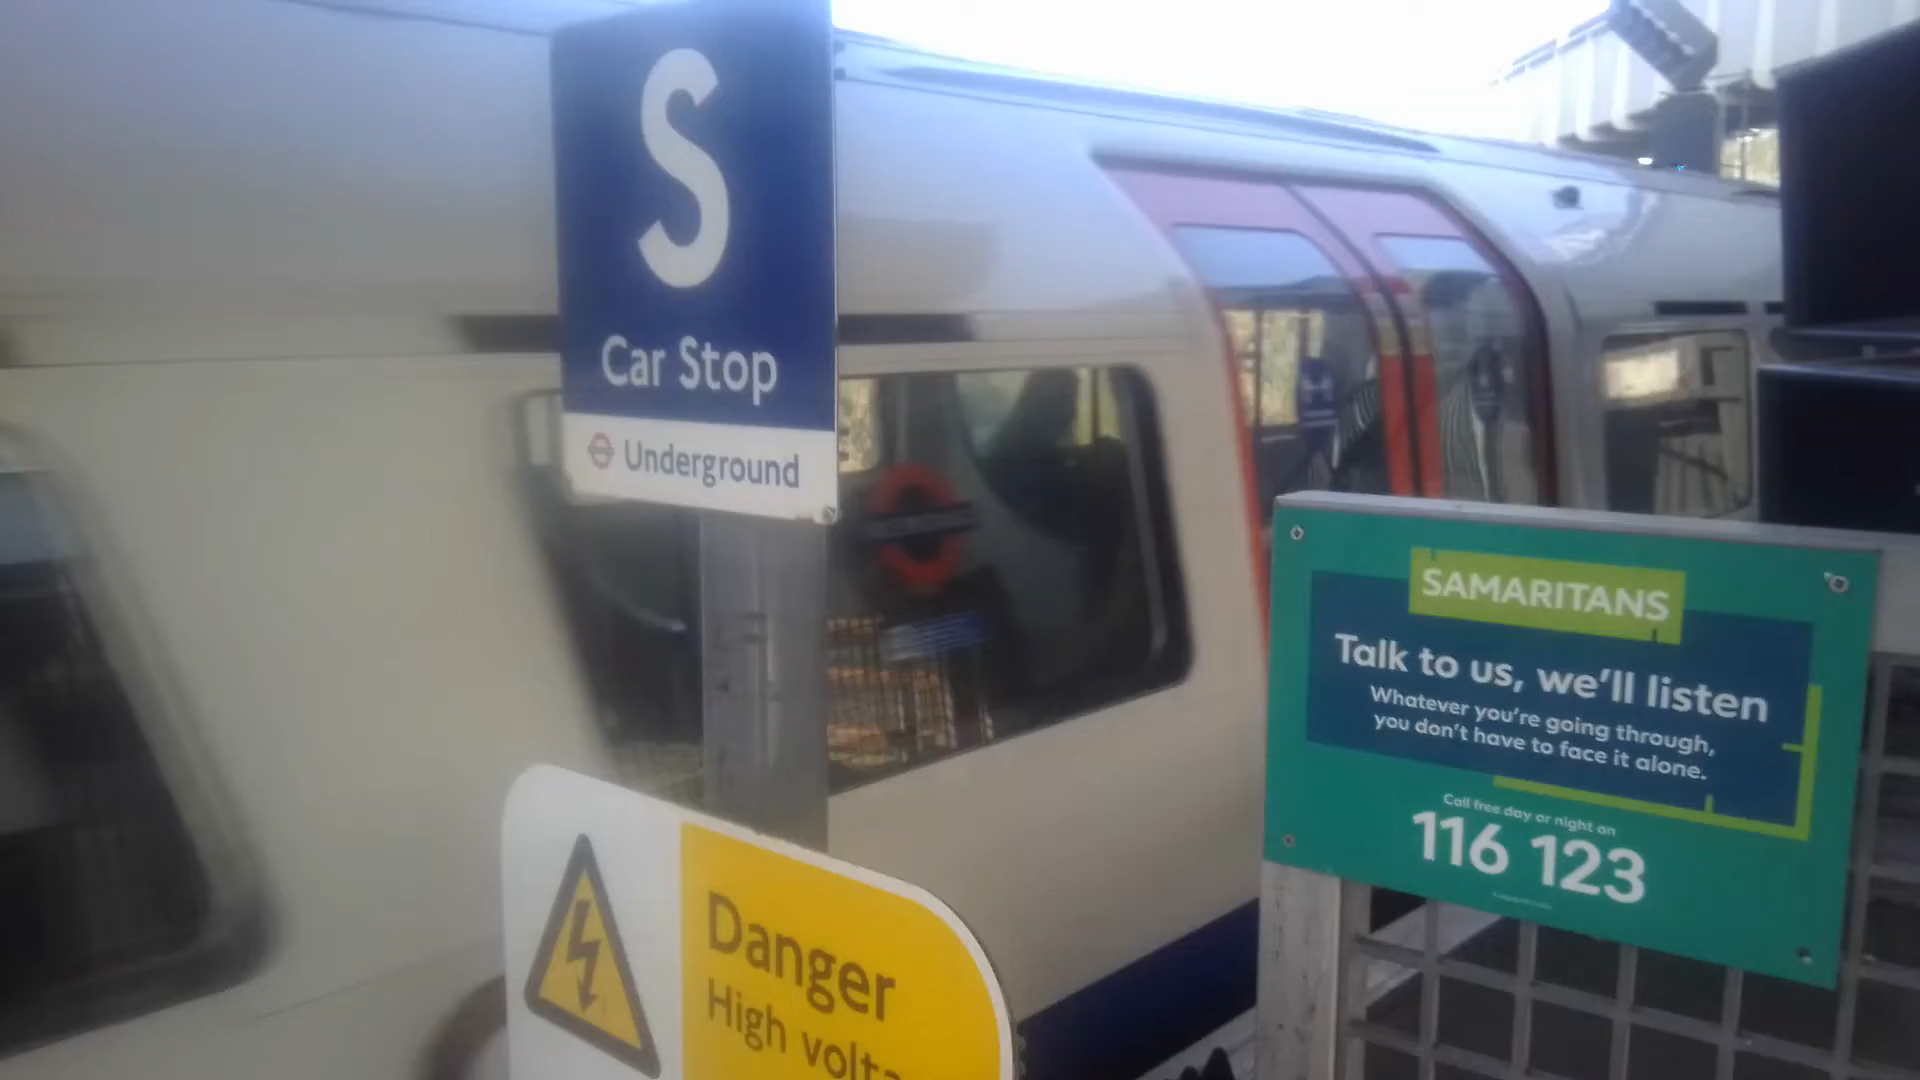 S
Car Stop
Underground
SAMARITANS
Talk to us, we'll listen
Whatever you're going through,
you don't have to face it alone.
Call free day or night on
116 123
Danger
High volta